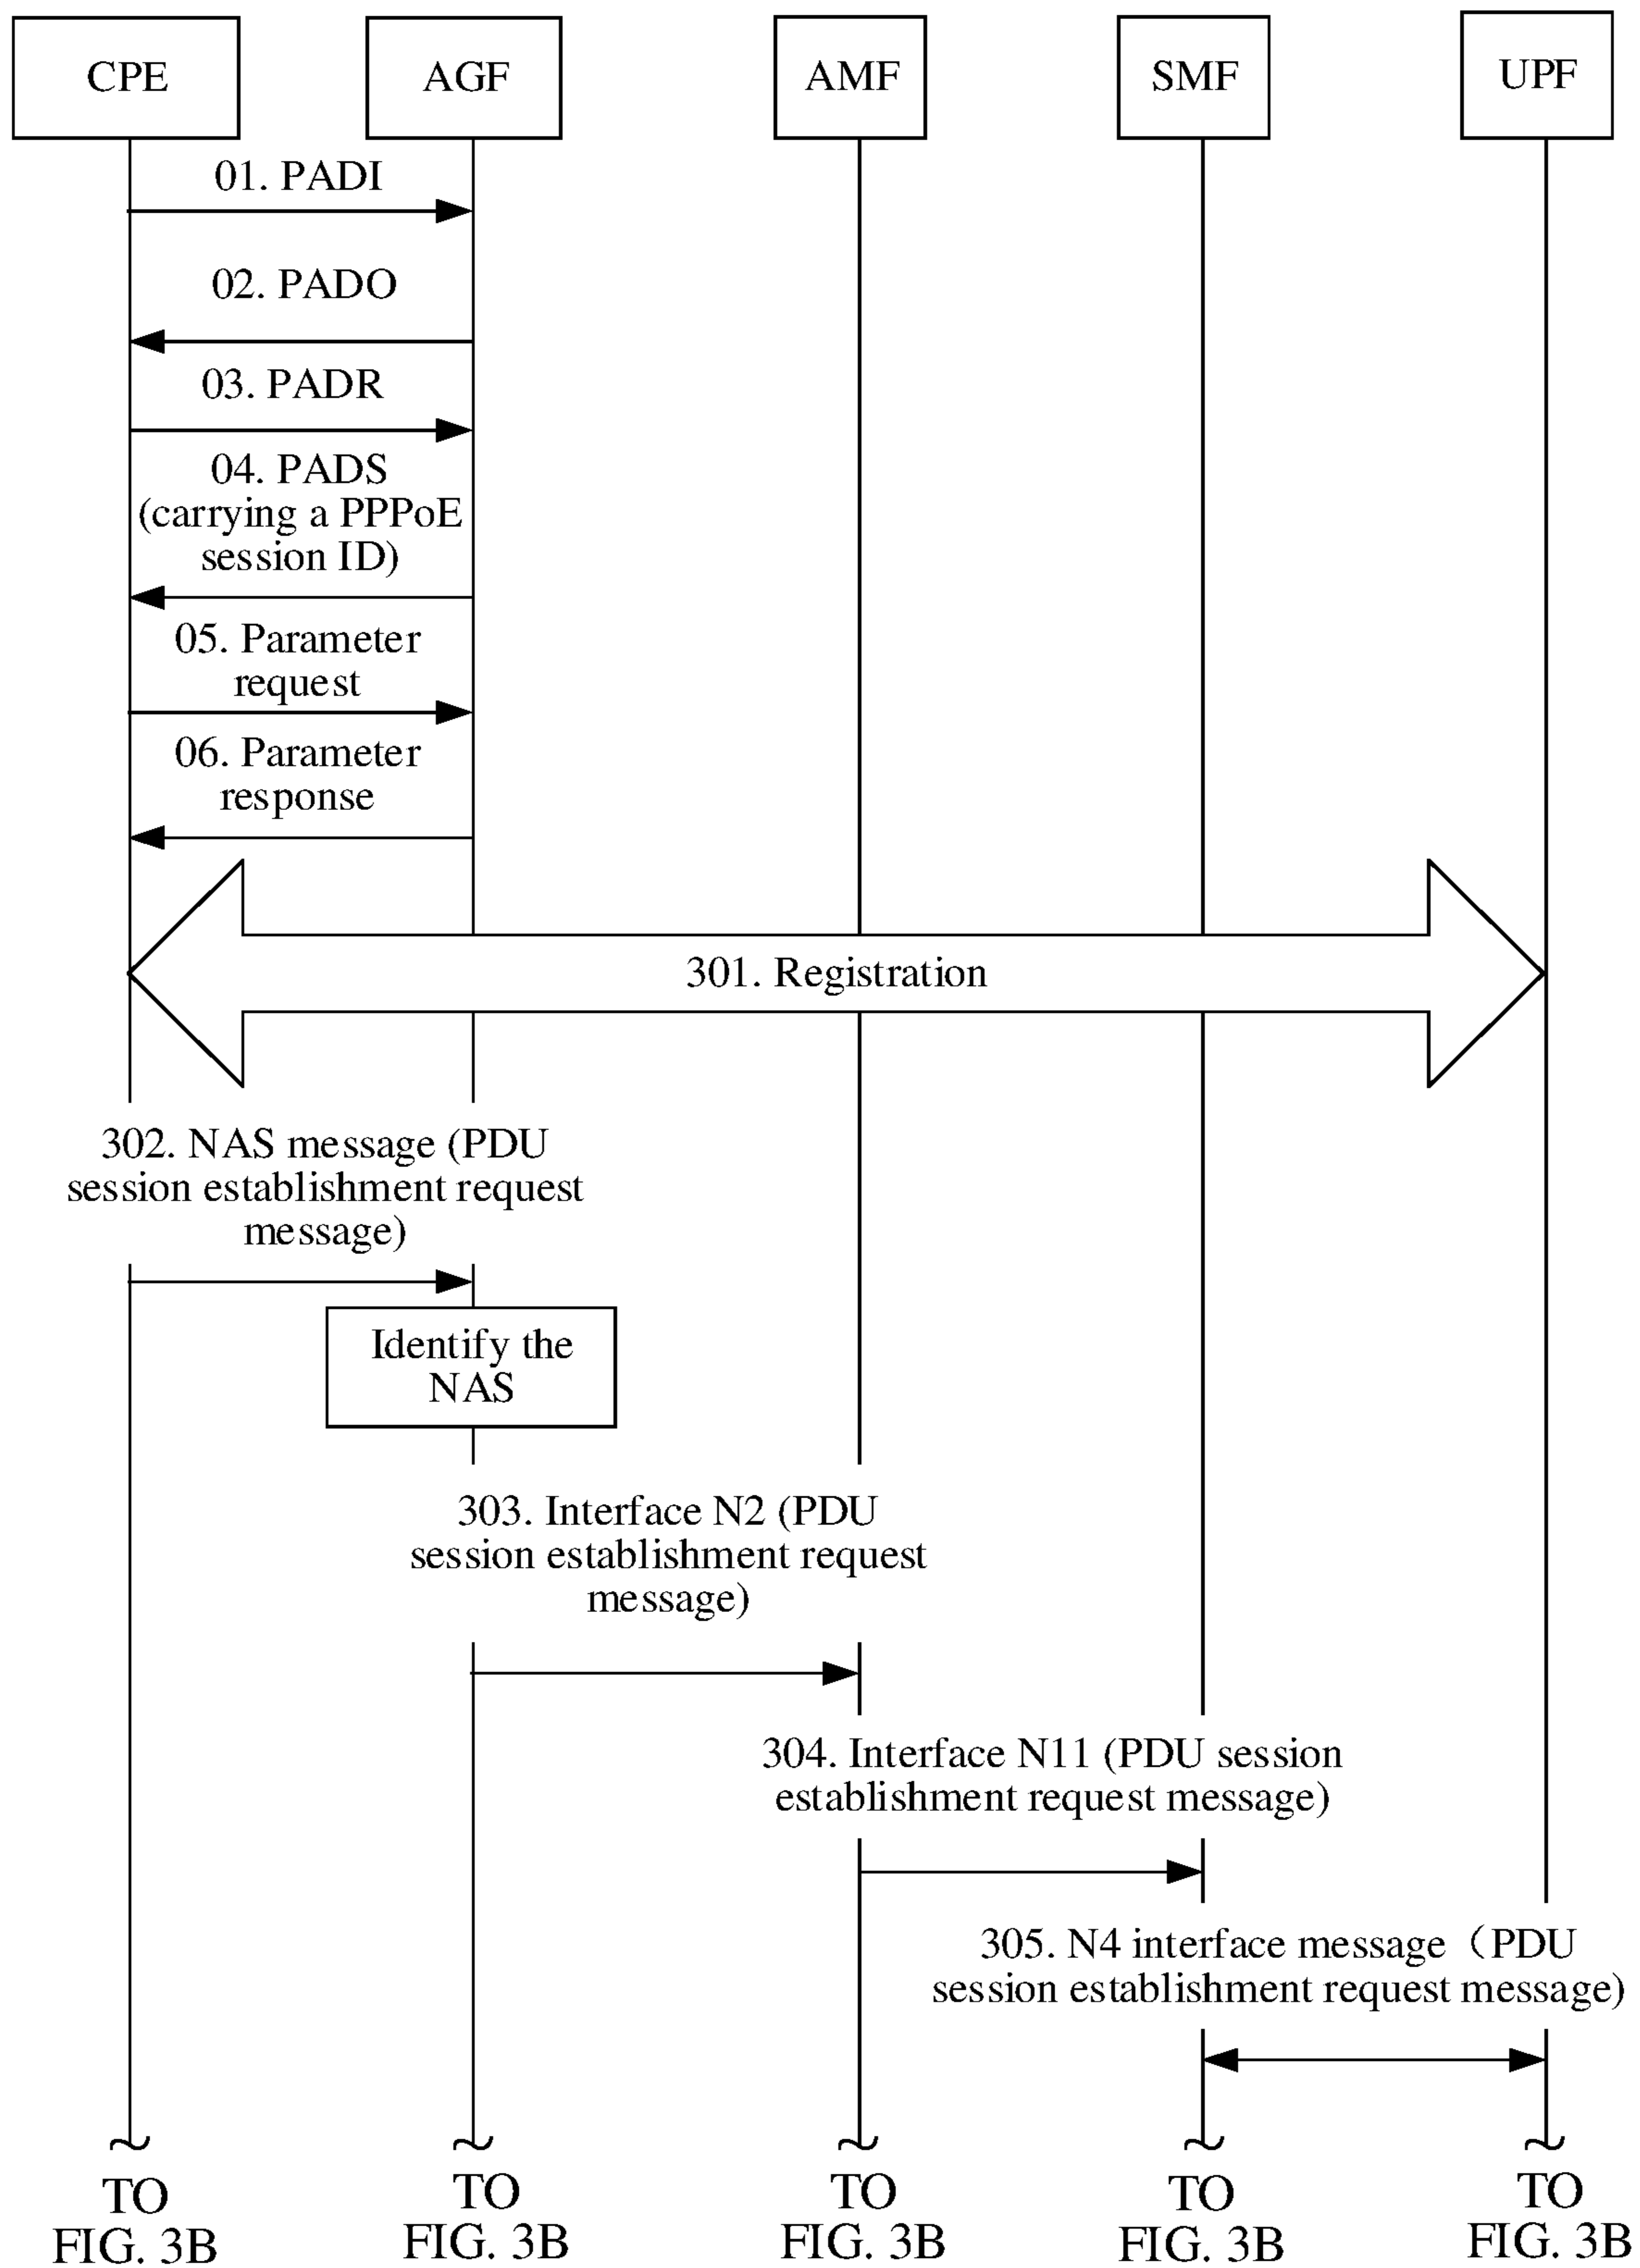 CPE
AGF
AMF
SMF
UPF
01. PADI
02. PADO
03. PADR
04. PADS
(carrying a PPPoE
session ID)
05. Parameter
request
06. Parameter
response
301. Registration
302. NAS message (PDU
session establishment request
message)
Identify the
NAS
303. Interface N2 (PDU
session establishment request
message)
304. Interface N11 (PDU session
establishment request message)
305. N4 interface message（PDU
session establishment request message)
TO
FIG. 3B
TO
FIG. 3B
TO
FIG. 3B
TO
FIG. 3B
TO
FIG. 3B